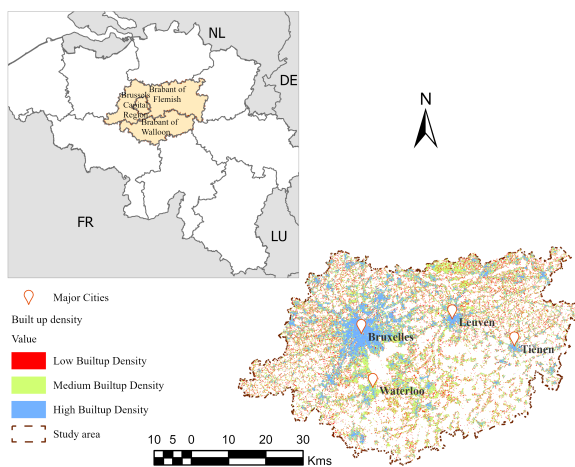 NL
DE
Brabant of
Flemish
Brussels
Capital
Region
Brabant of
Walloon
FR
LU
N
Major Cities
Built up density
Value
Low Builtup Density
Medium Builtup Density
High Builtup Density
Study area
Bruxelles
Leuven
Tienen
Waterloo
10 5 0 10 20 30
Kms